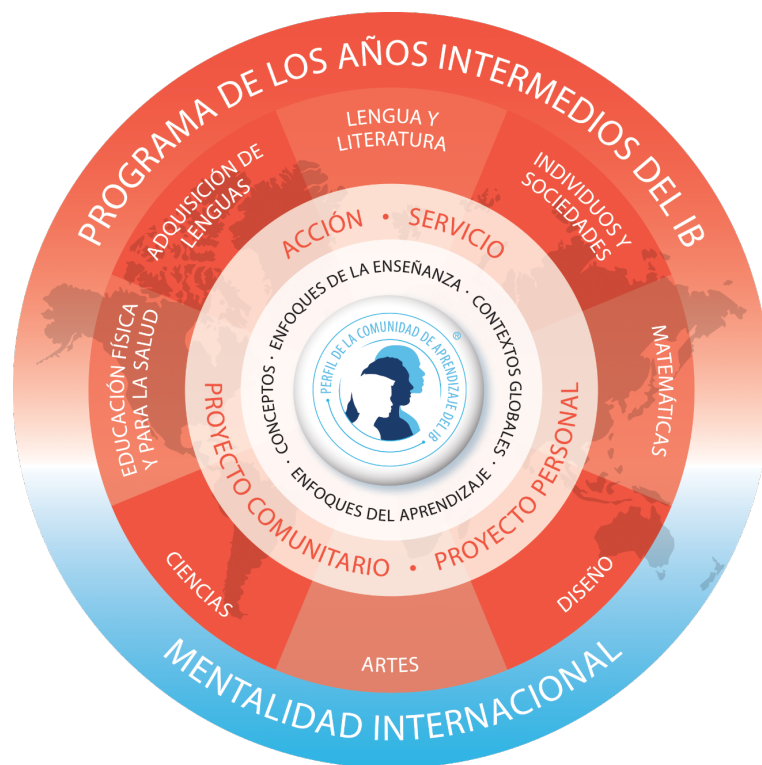 PROGRAMA DE LOS AÑOS INTERMEDIOS DEL IB
LENGUA Y
LITERATURA
INDIVIDUOS Y
SOCIEDADES
MATEMÁTICAS
DISEÑO
ARTES
CIENCIAS
EDUCACIÓN FÍSICA
Y PARA LA SALUD
ADQUISICIÓN DE
LENGUAS
ACCIÓN • SERVICIO
PROYECTO COMUNITARIO • PROYECTO PERSONAL
ENFOQUES DE LA ENSEÑANZA · CONTEXTOS GLOBALES ·
ENFOQUES DEL APRENDIZAJE · CONCEPTOS ·
• PERFIL DE LA COMUNIDAD DE APRENDIZAJE DEL IB •
®
MENTALIDAD INTERNACIONAL